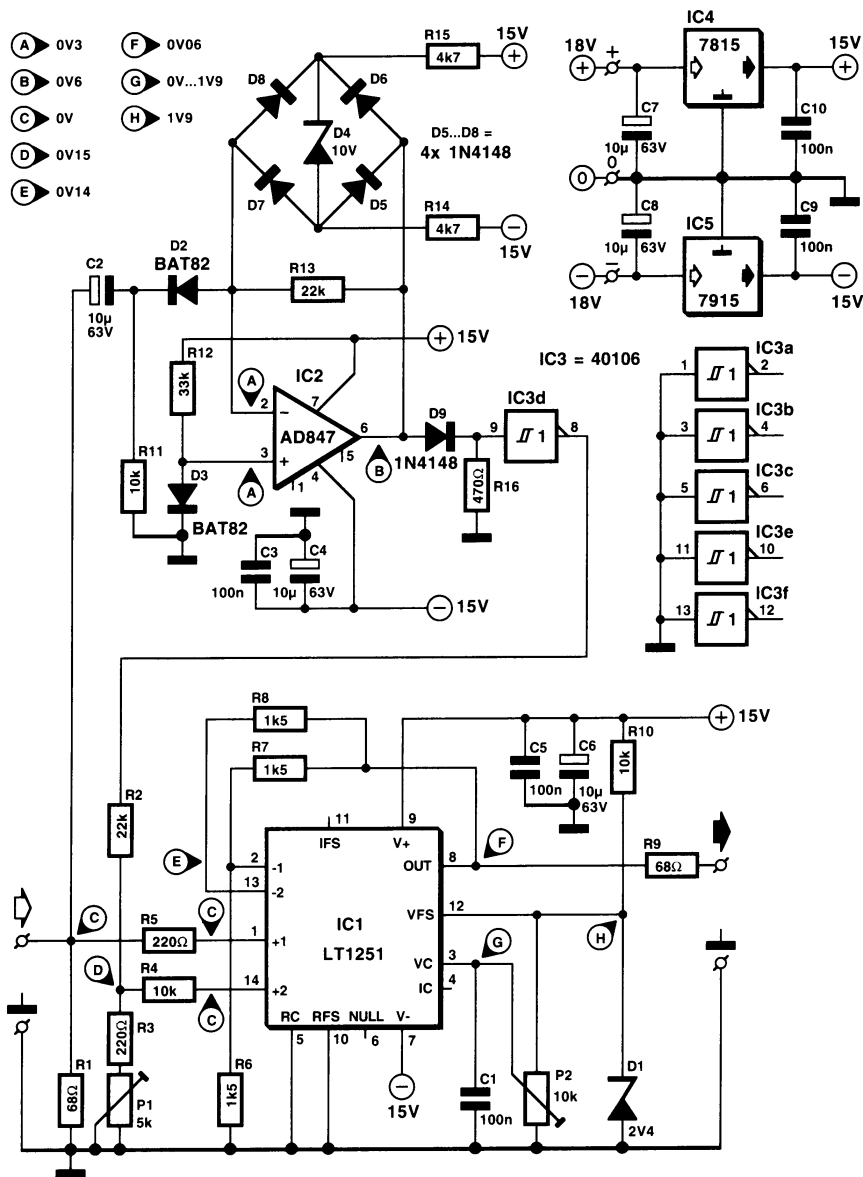 A 0V3
B 0V6
C 0V
D 0V15
E 0V14
F 0V06
G 0V...1V9
H 1V9
R15
4k7
15V
+
D8
D6
D4
10V
D7
D5
D5...D8 =
4x 1N4148
R14
4k7
−
15V
IC4
7815
18V
+
+
15V
+
C7
10µ
63V
C10
100n
0
0
C8
10µ
63V
C9
100n
IC5
7915
−
−
18V
−
15V
D2
BAT82
C2
10µ
63V
R13
22k
R12
33k
+
15V
IC2
A
2
−
7
AD847
6
3
+
5
4
1
A
B
R11
10k
D3
BAT82
D9
1N4148
R16
470Ω
IC3d
9
1
8
C3
100n
C4
10µ
63V
−
15V
IC3 = 40106
IC3a
1
1
2
IC3b
3
1
4
IC3c
5
1
6
IC3e
11
1
10
IC3f
13
1
12
R8
1k5
R7
1k5
R2
22k
C5
100n
C6
10µ
63V
R10
10k
+
15V
11
IFS
9
V+
E
2
-1
13
-2
OUT
8
F
R9
68Ω
IC1
LT1251
C
R5
220Ω
C
1
+1
VFS
12
H
D
R4
10k
C
14
+2
VC
3
G
IC
4
RC
RFS
NULL
V-
5
10
6
7
−
15V
R3
220Ω
R1
68Ω
P1
5k
R6
1k5
C1
100n
P2
10k
D1
2V4